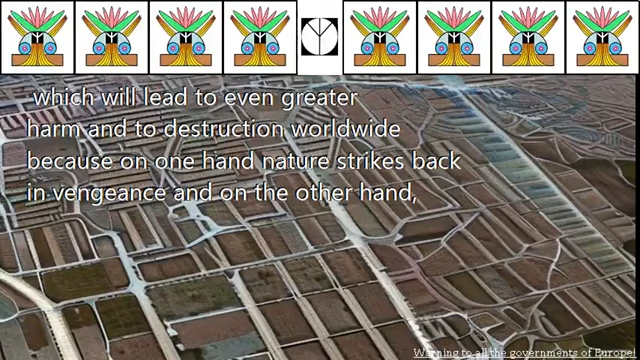 which will lead to even greater
harm and to destruction worldwide
because on one hand nature strikes back
in vengeance and on the other hand,
Warning to all the governments of Europe!